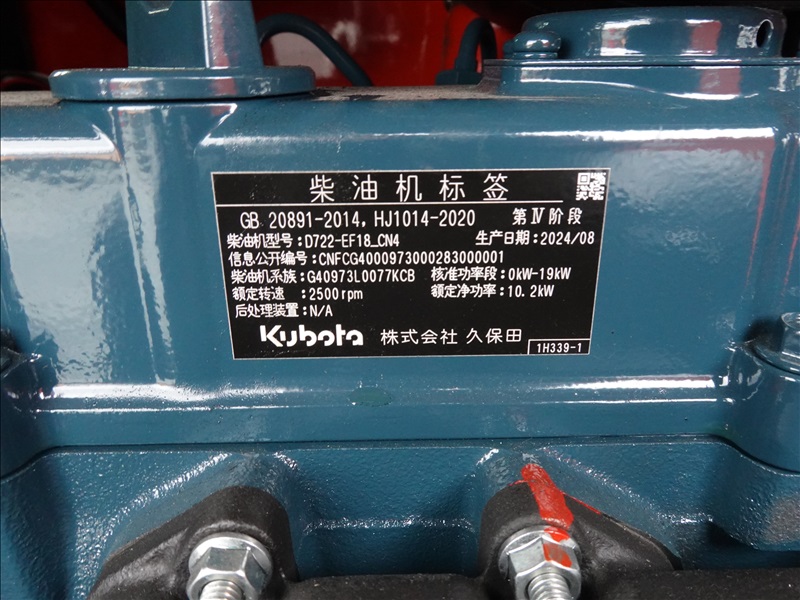 柴油机标签
GB 20891-2014, HJ1014-2020 第Ⅳ阶段
柴油机型号:D722-EF18_CN4 生产日期:2024/08
信息公开编号:CNFCG4000973000283000001
柴油机系族:G40973L0077KCB 核准功率段:0kW-19kW
额定转速:2500rpm 额定净功率:10.2kW
后处理装置:N/A
Kubota 株式会社 久保田
1H339-1